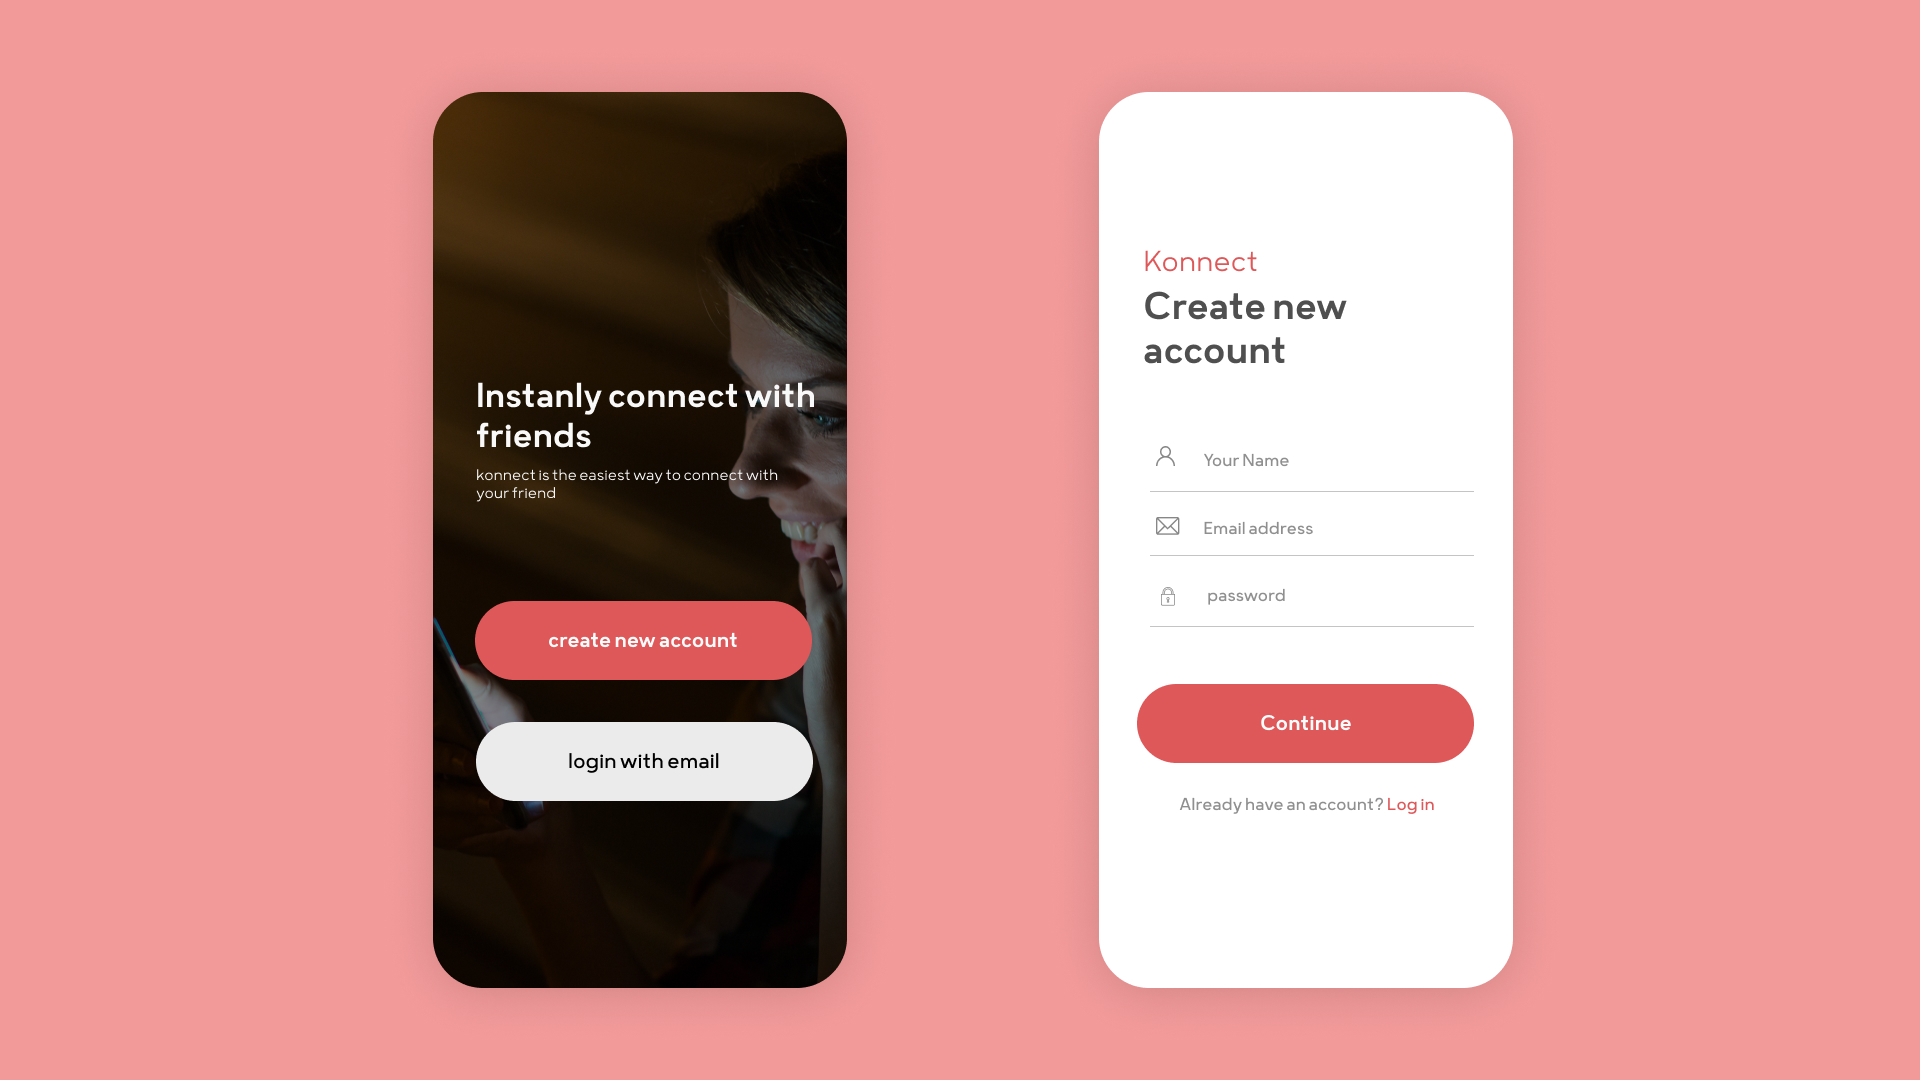 Instanly connect with
friends
konnect is the easiest way to connect with
your friend
create new account
login with email
Konnect
Create new
account
Your Name
Email address
password
Continue
Already have an account? Log in